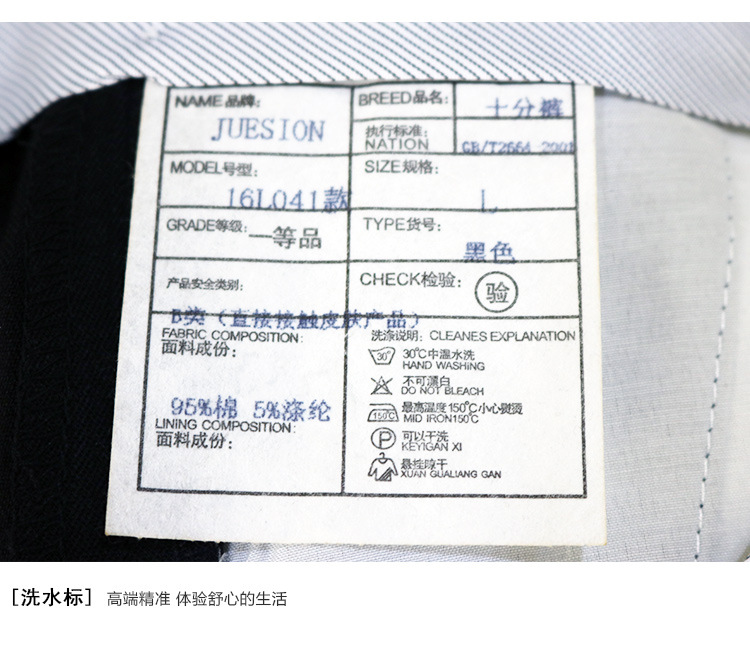 NAME品牌:
JUESION
BREED品名:
十分裤
执行标准:
NATION
GB/T2664 2001
MODEL号型:
16L041款
SIZE规格:
L
GRADE等级:
一等品
TYPE货号:
黑色
产品安全类别:
B类(直接接触皮肤产品)
CHECK检验:
验
FABRIC COMPOSITION:
面料成份:
95%棉 5%涤纶
LINING COMPOSITION:
面料成份:
洗涤说明: CLEANES EXPLANATION
30°
30℃中温水洗
HAND WASHING
不可漂白
DO NOT BLEACH
150℃
最高温度150℃小心熨烫
MID IRON150℃
P
可以干洗
KEYIGAN XI
悬挂晾干
XUAN GUALIANG GAN
[洗水标] 高端精准 体验舒心的生活